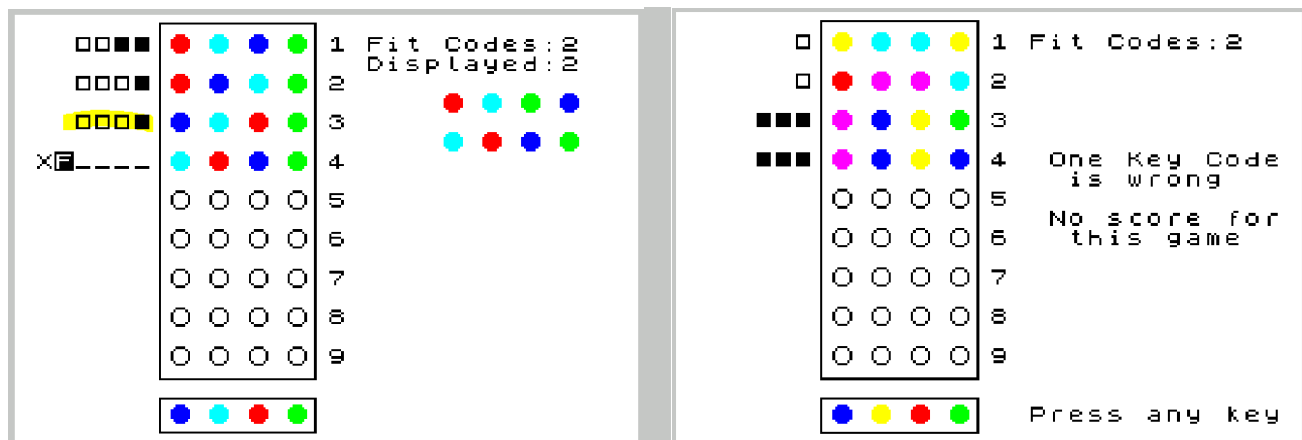 1 Fit Codes:2
Displayed:2
2
3
XF____ 4
5
6
7
8
9
1 Fit Codes:2
2
3
4 One Key Code
is wrong
5
No score for
6
this game
7
8
9
Press any key